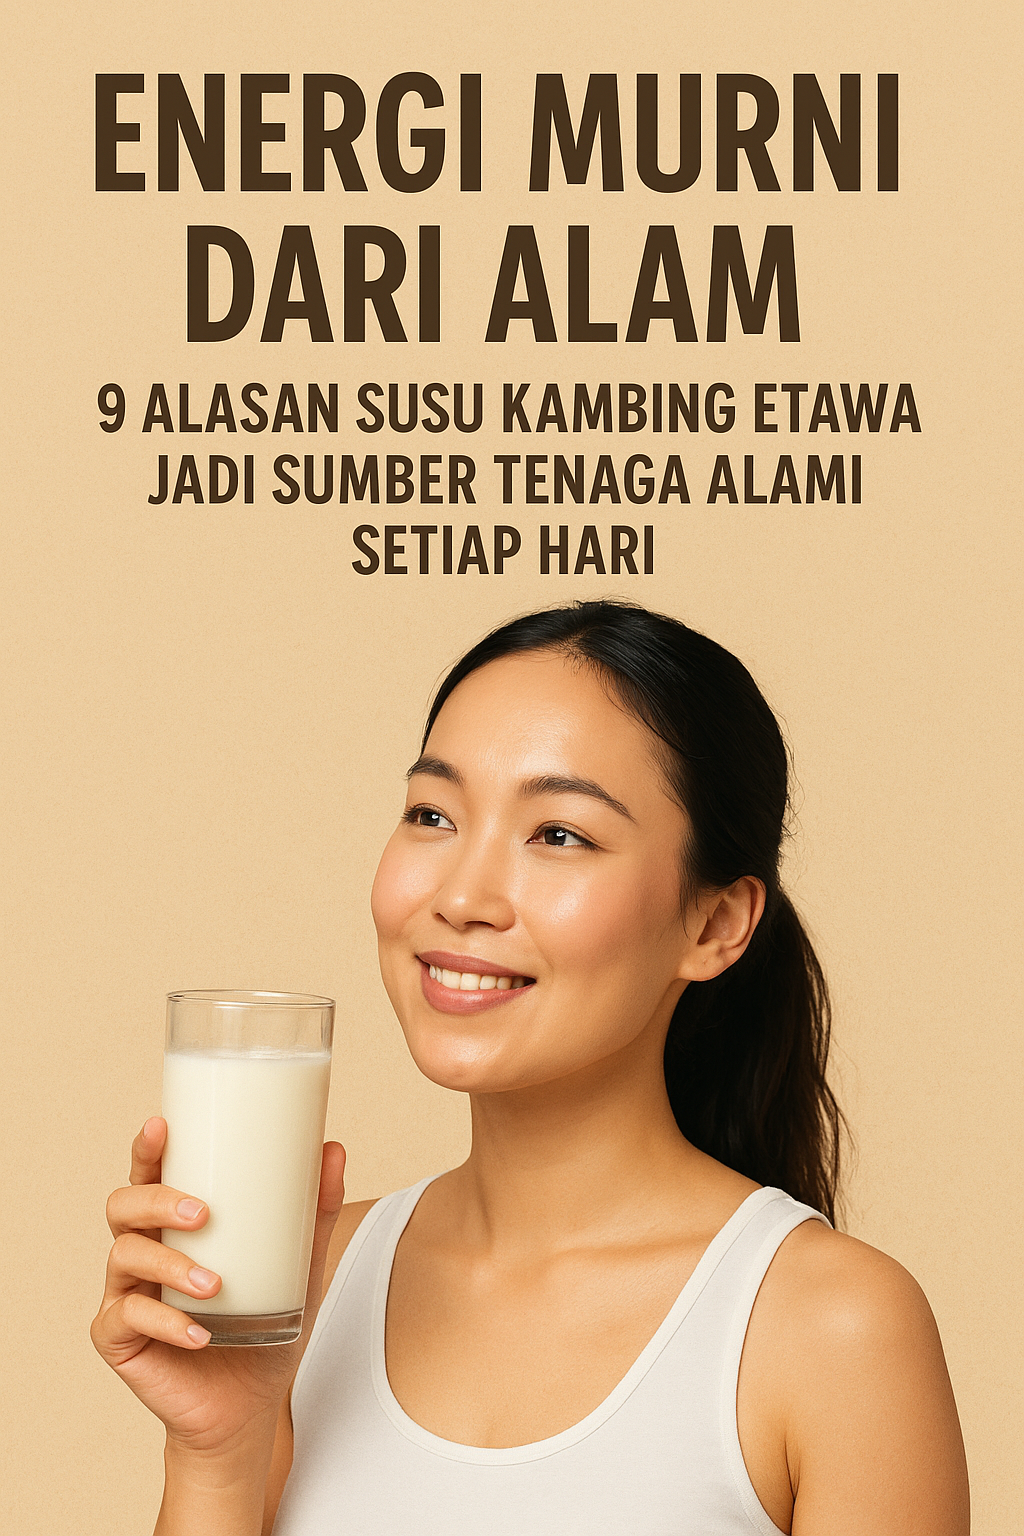 ENERGI MURNI
DARI ALAM
9 ALASAN SUSU KAMBING ETAWA
JADI SUMBER TENAGA ALAMI
SETIAP HARI